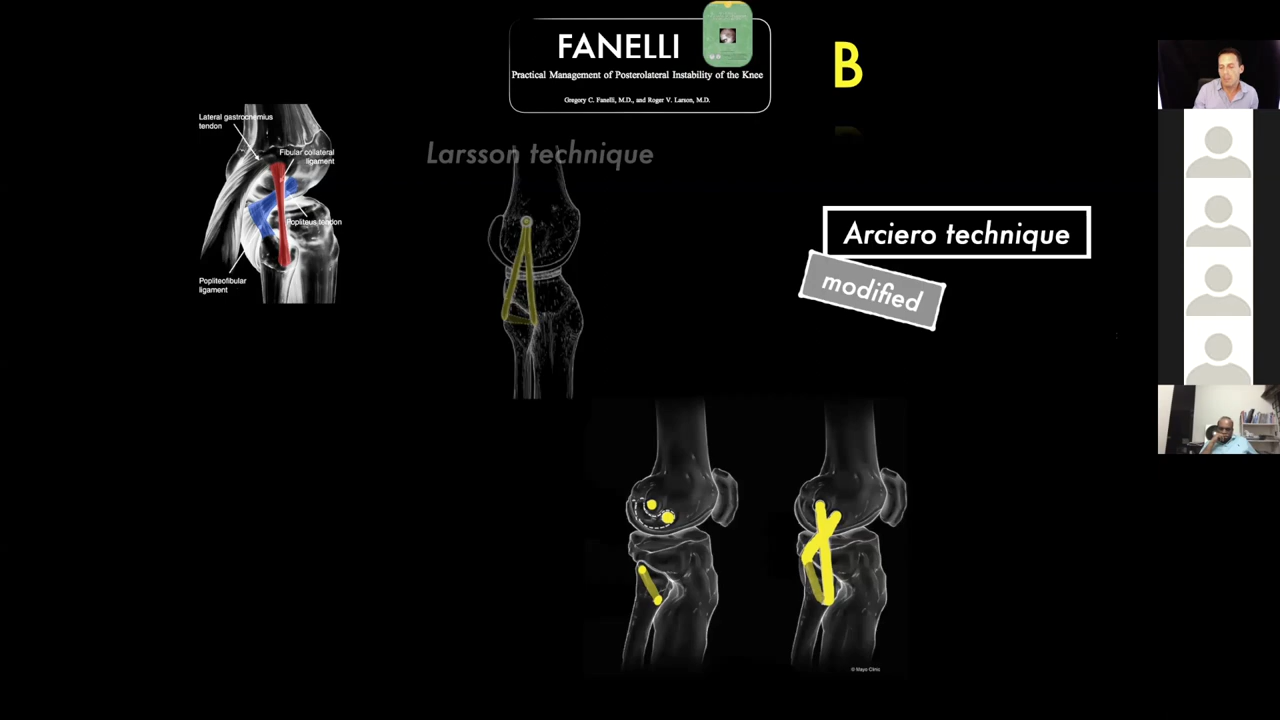 FANELLI
Practical Management of Posterolateral Instability of the Knee
Gregory C. Fanelli, M.D., and Roger V. Larson, M.D.
B
Lateral gastrocnemius
tendon
Fibular collateral
ligament
Popliteus tendon
Popliteofibular
ligament
Larsson technique
Arciero technique
modified
© Mayo Clinic